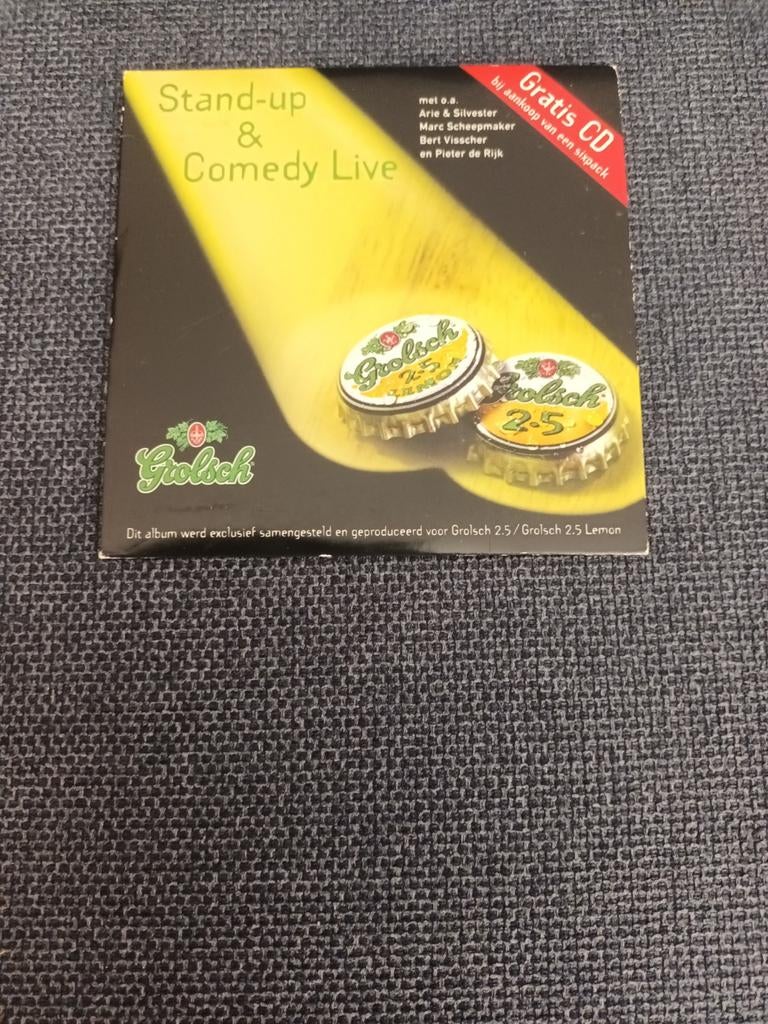 Stand-up
&
Comedy Live
met o.a.
Arie & Silvester
Marc Scheepmaker
Bert Visscher
en Pieter de Rijk
Gratis CD
bij aankoop van een sixpack
Grolsch
2.5
LEMON
Grolsch
2.5
Grolsch
Dit album werd exclusief samengesteld en geproduceerd voor Grolsch 2.5 / Grolsch 2.5 Lemon